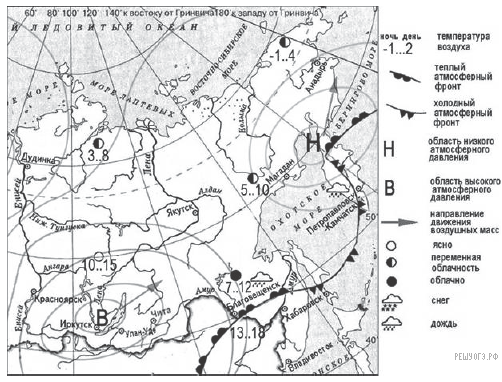 60° 80° 100° 120° 140° к востоку от Гринвича 180° к западу от Гринвича
Й ЛЕДОВИТЫЙ ОКЕАН
ВОСТОЧНО-СИБИРСКОЕ МОРЕ
-1..4
Анадырь
БЕРИНГОВО МОРЕ
МОРЕ ЛАПТЕВЫХ
Колыма
Дудинка
3..8
Лена
Н
5..10
Магадан
Енисей
Алдан
Якутск
ОХОТСКОЕ МОРЕ
Петропавловск-Камчатский
Ниж. Тунгуска
50
Ангара
10..15
7..12
Амур
Красноярск
Благовещенск
Хабаровск
Енисей
Иркутск
В
Чита
Улан-Удэ
13..18
40
Владивосток
ЯПОНСКОЕ
ночь день
-1...2
температура воздуха
теплый атмосферный фронт
холодный атмосферный фронт
Н
область низкого атмосферного давления
В
область высокого атмосферного давления
направление движения воздушных масс
ясно
переменная облачность
облачно
снег
дождь
РЕШУОГЭ.РФ